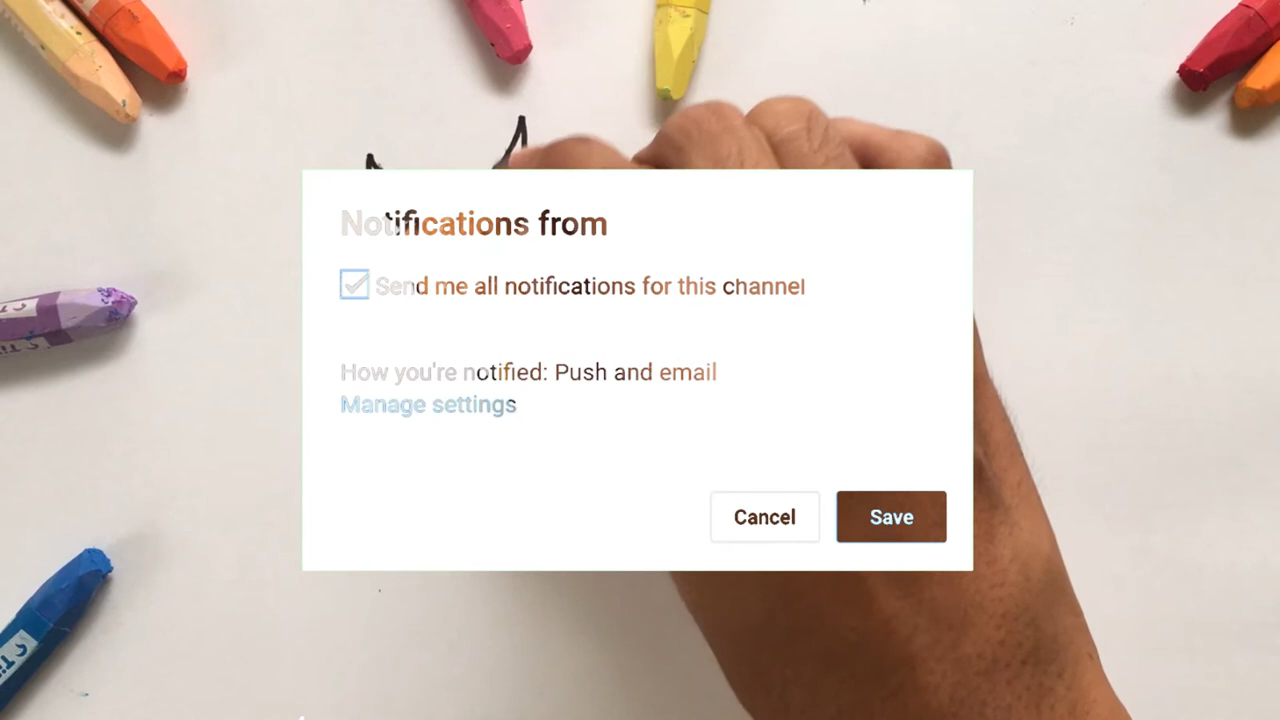 Notifications from
Send me all notifications for this channel
How you're notified: Push and email
Manage settings
Cancel
Save